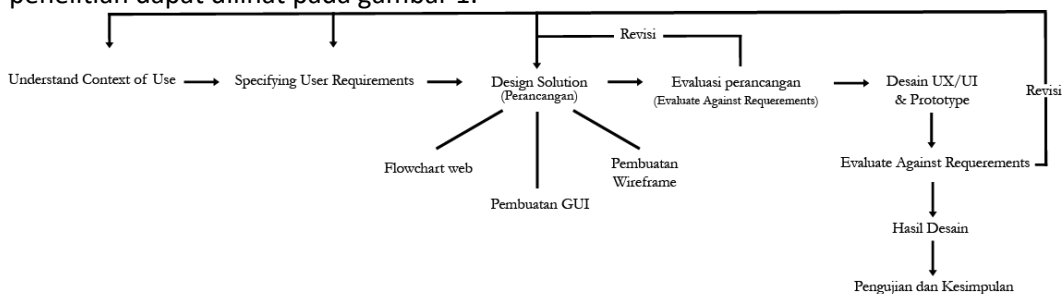 penelitian dapat dilihat pada gambar 1.
Revisi
Understand Context of Use
Specifying User Requirements
Design Solution
(Perancangan)
Evaluasi perancangan
(Evaluate Against Requerements)
Desain UX/UI
& Prototype
Revisi
Flowchart web
Pembuatan
Wireframe
Pembuatan GUI
Evaluate Against Requerements
Hasil Desain
Pengujian dan Kesimpulan